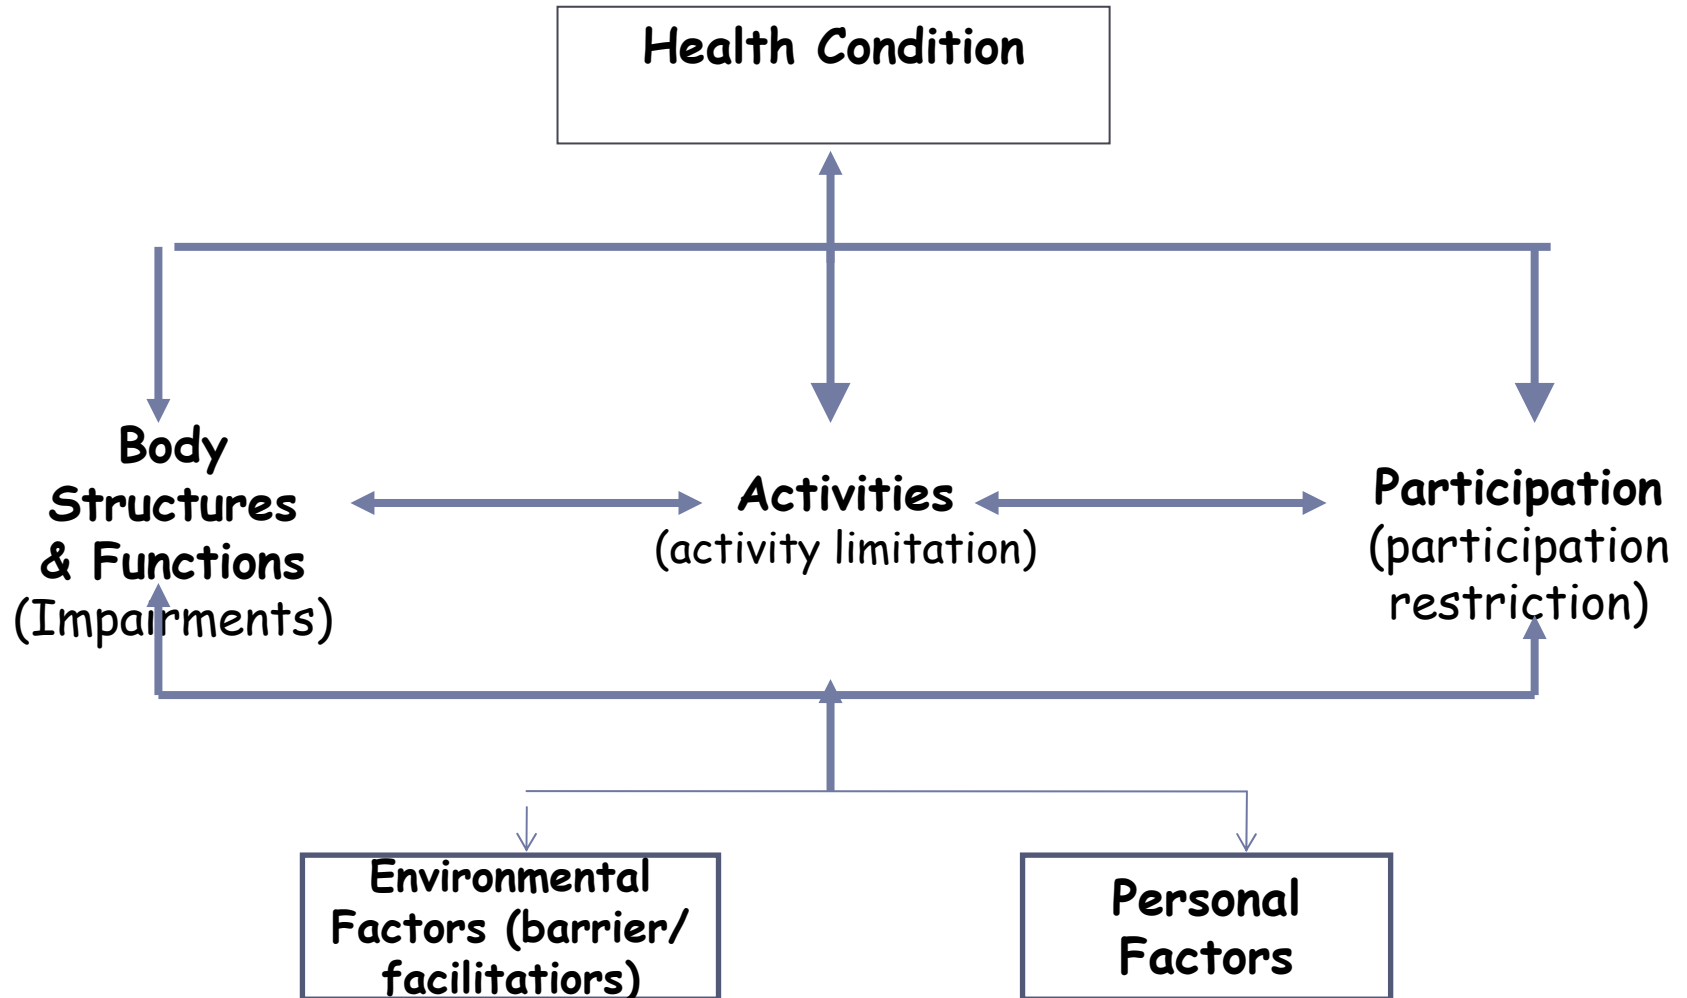 Health Condition
Body
Structures
& Functions
(Impairments)
Activities
(activity limitation)
Participation
(participation
restriction)
Environmental
Factors (barrier/
facilitatiors)
Personal
Factors